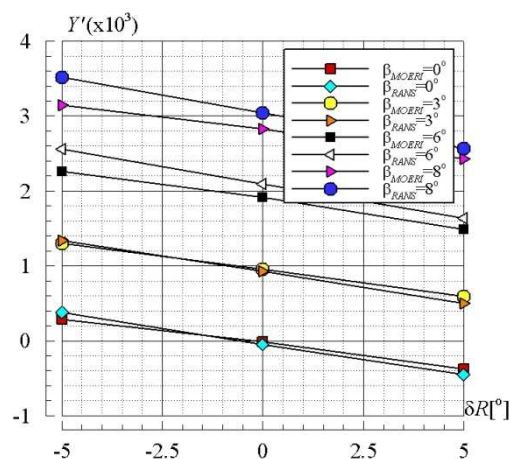 Y'(x10³)
4
3
2
1
0
-1
-5
-2.5
0
2.5
5
δR[°]
β_MOERI=0°
β_RANS=0°
β_MOERI=3°
β_RANS=3°
β_MOERI=6°
β_RANS=6°
β_MOERI=8°
β_RANS=8°